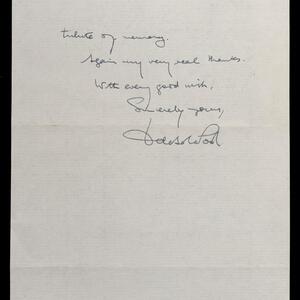 tribute of memory.
Again my very real thanks.
With every good wish,
Sincerely yours,